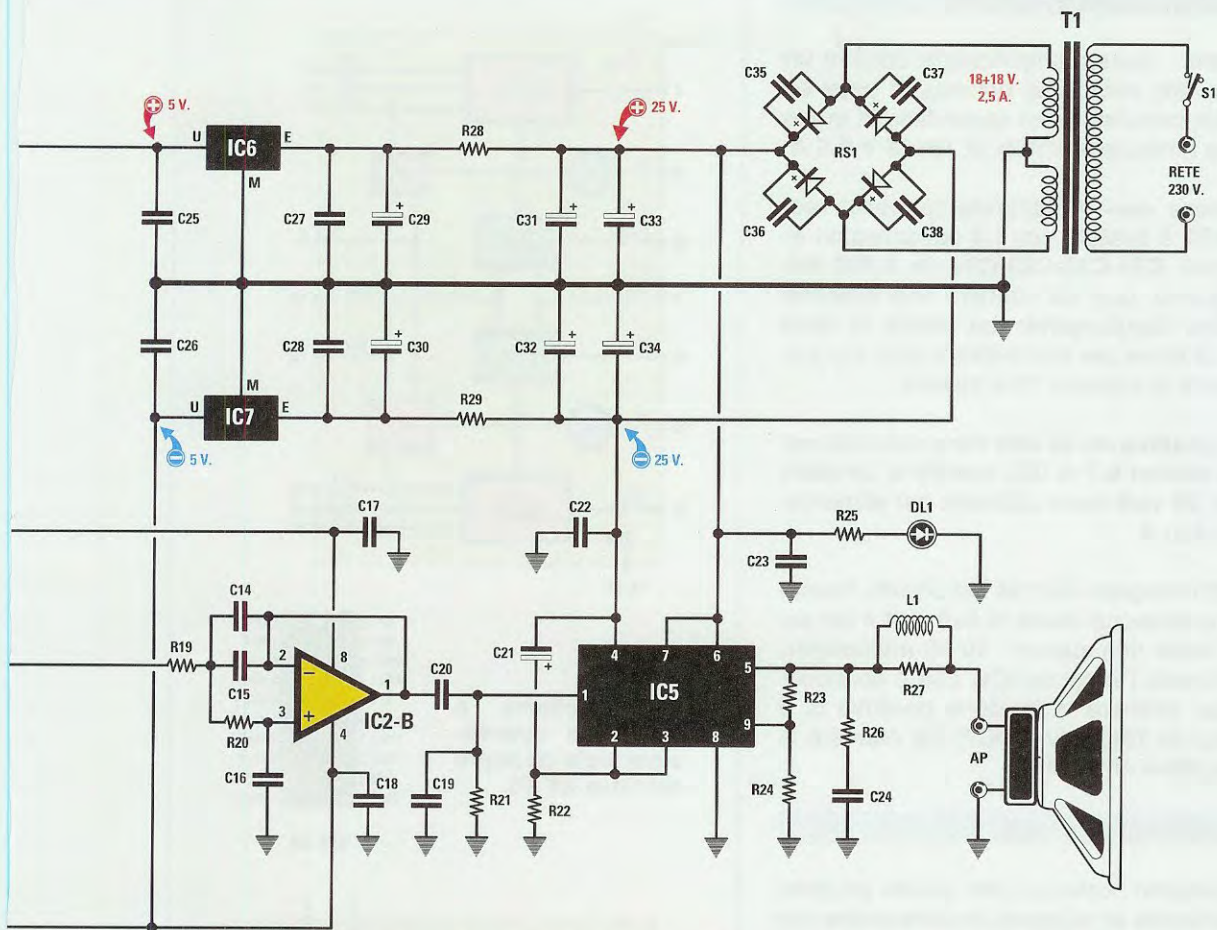 T1
C35
C37
18+18 V.
2,5 A.
S1
5 V.
25 V.
R28
U
IC6
E
RS1
RETE
230 V.
M
C25
C27
C29
C31
C33
C36
C38
C26
C28
C30
C32
C34
M
R29
U
IC7
E
5 V.
25 V.
C17
C22
R25
DL1
C23
C14
L1
R19
C21
4
7
6
2
8
C15
C20
5
R27
1
1
IC5
R23
3
IC2-B
9
R20
4
2
3
8
R26
AP
C16
C18
C19
R21
R22
R24
C24